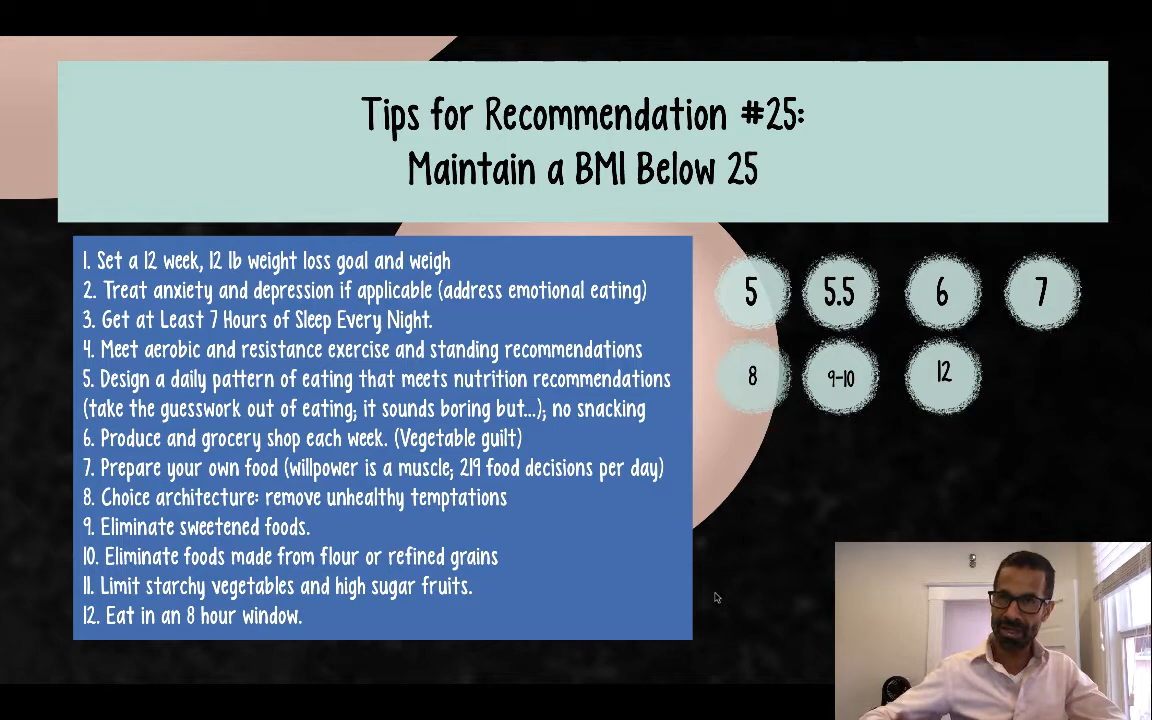 Tips for Recommendation #25:
Maintain a BMI Below 25
1. Set a 12 week, 12 lb weight loss goal and weigh
2. Treat anxiety and depression if applicable (address emotional eating)
3. Get at Least 7 Hours of Sleep Every Night.
4. Meet aerobic and resistance exercise and standing recommendations
5. Design a daily pattern of eating that meets nutrition recommendations
(take the guesswork out of eating; it sounds boring but...); no snacking
6. Produce and grocery shop each week. (Vegetable guilt)
7. Prepare your own food (willpower is a muscle; 219 food decisions per day)
8. Choice architecture: remove unhealthy temptations
9. Eliminate sweetened foods.
10. Eliminate foods made from flour or refined grains
11. Limit starchy vegetables and high sugar fruits.
12. Eat in an 8 hour window.
5 5.5 6 7
8 9-10 12